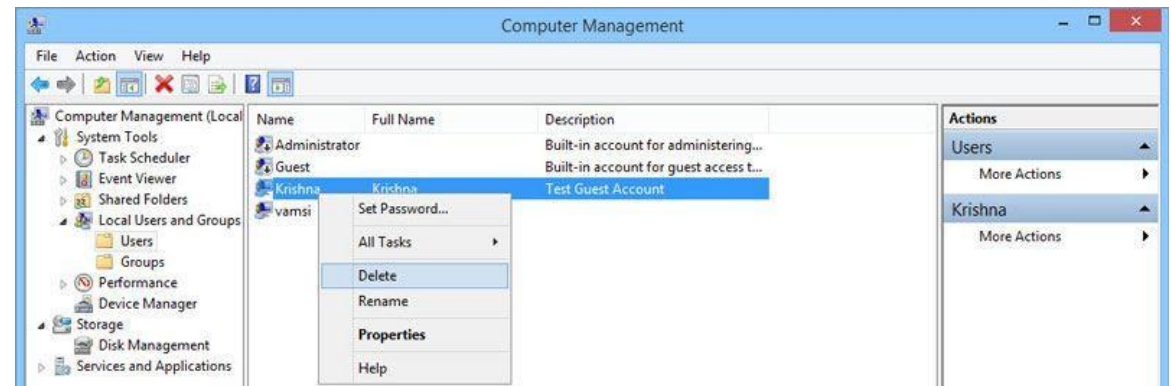 Computer Management
File Action View Help
Computer Management (Local
System Tools
Task Scheduler
Event Viewer
Shared Folders
Local Users and Groups
Users
Groups
Performance
Device Manager
Storage
Disk Management
Services and Applications
Name Full Name Description
Administrator Built-in account for administering...
Guest Built-in account for guest access t...
Krishna Krishna Test Guest Account
vamsi
Set Password...
All Tasks
Delete
Rename
Properties
Help
Actions
Users
More Actions
Krishna
More Actions